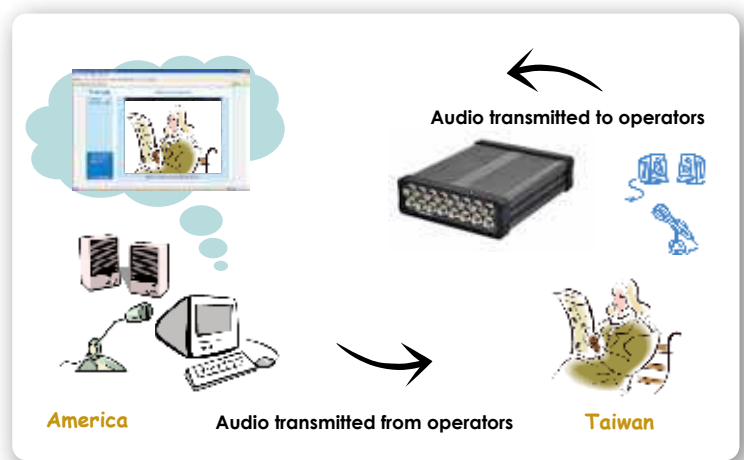 Audio transmitted to operators
America
Audio transmitted from operators
Taiwan